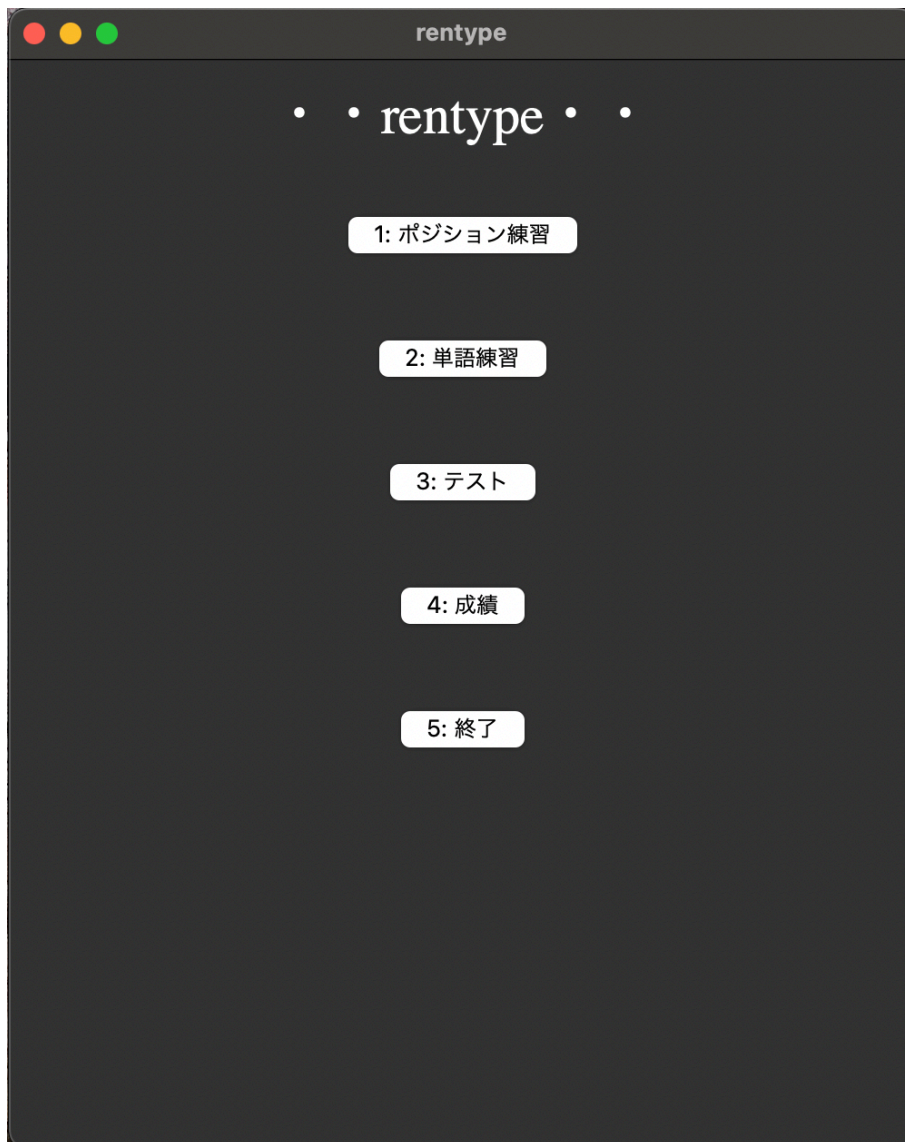 rentype
・ ・rentype・ ・
1: ポジション練習
2: 単語練習
3: テスト
4: 成績
5: 終了